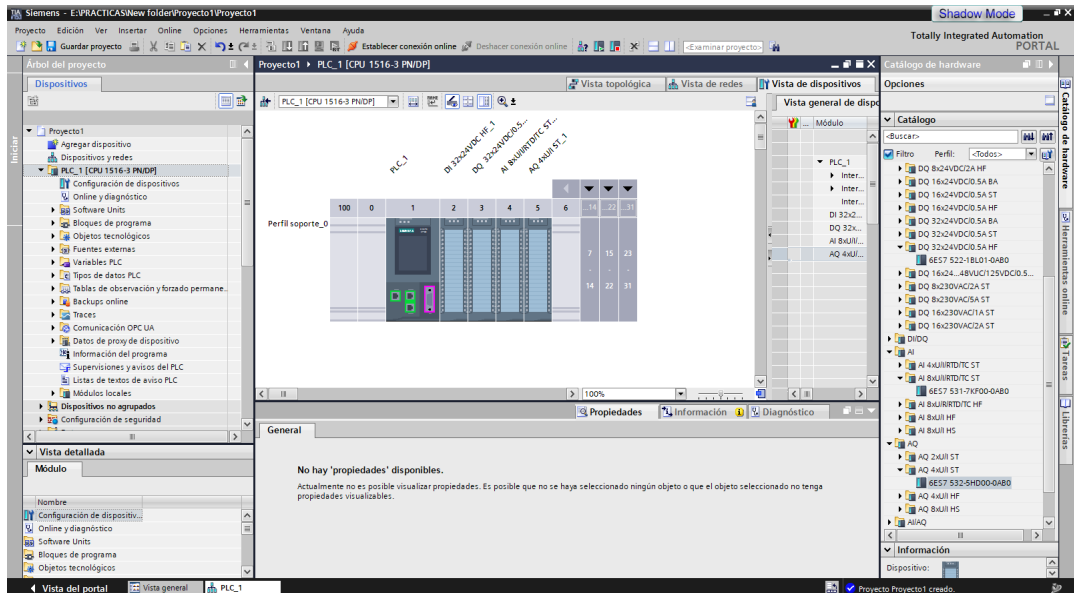 Siemens - E:\PRACTICAS\New folder\Proyecto1\Proyecto1
Shadow Mode
Proyecto Edición Ver Insertar Online Opciones Herramientas Ventana Ayuda
Totally Integrated Automation
PORTAL
Guardar proyecto
Establecer conexión online
Deshacer conexión online
<Examinar proyecto>
Árbol del proyecto
Proyecto1 PLC_1 [CPU 1516-3 PN/DP]
Catálogo de hardware
Dispositivos
Vista topológica
Vista de redes
Vista de dispositivos
Opciones
PLC_1 [CPU 1516-3 PN/DP]
Vista general de dispo
Catálogo
... Módulo
<Buscar>
Filtro Perfil: <Todos>
Iniciar
Proyecto1
Agregar dispositivo
Dispositivos y redes
PLC_1 [CPU 1516-3 PN/DP]
Configuración de dispositivos
Online y diagnóstico
Software Units
Bloques de programa
Objetos tecnológicos
Fuentes externas
Variables PLC
Tipos de datos PLC
Tablas de observación y forzado permane..
Backups online
Traces
Comunicación OPC UA
Datos de proxy de dispositivo
Información del programa
Supervisiones y avisos del PLC
Listas de textos de aviso PLC
Módulos locales
Dispositivos no agrupados
Configuración de seguridad
PLC_1
DI 32x24VDC HF_1
DQ 32x24VDC/0.5...
AI 8xU/I/RTD/TC ST...
AQ 4xU/I ST_1
100 0 1 2 3 4 5 6 ...14 ...22 ...31
Perfil soporte_0
SIEMENS
7 15 23
- - -
14 22 31
100%
PLC_1
Inter...
Inter...
Inter...
DI 32x2...
DQ 32x...
AI 8xU/I/...
AQ 4xU/...
DQ 8x24VDC/2A HF
DQ 16x24VDC/0.5A BA
DQ 16x24VDC/0.5A ST
DQ 16x24VDC/0.5A HF
DQ 32x24VDC/0.5A BA
DQ 32x24VDC/0.5A ST
DQ 32x24VDC/0.5A HF
6ES7 522-1BL01-0AB0
DQ 16x24...48VUC/125VDC/0.5...
DQ 8x230VAC/2A ST
DQ 8x230VAC/5A ST
DQ 16x230VAC/1A ST
DQ 16x230VAC/2A ST
DI/DQ
AI
AI 4xU/I/RTD/TC ST
AI 8xU/I/RTD/TC ST
6ES7 531-7KF00-0AB0
AI 8xU/R/RTD/TC HF
AI 8xU/I HF
AI 8xU/I HS
AQ
AQ 2xU/I ST
AQ 4xU/I ST
6ES7 532-5HD00-0AB0
AQ 4xU/I HF
AQ 8xU/I HS
AI/AQ
Catálogo de hardware
Herramientas online
Tareas
Librerías
Propiedades
Información
Diagnóstico
General
No hay 'propiedades' disponibles.
Actualmente no es posible visualizar propiedades. Es posible que no se haya seleccionado ningún objeto o que el objeto seleccionado no tenga
propiedades visualizables.
Vista detallada
Módulo
Nombre
Configuración de dispositiv...
Online y diagnóstico
Software Units
Bloques de programa
Objetos tecnológicos
Información
Dispositivo:
Vista del portal
Vista general
PLC_1
Proyecto Proyecto1 creado.